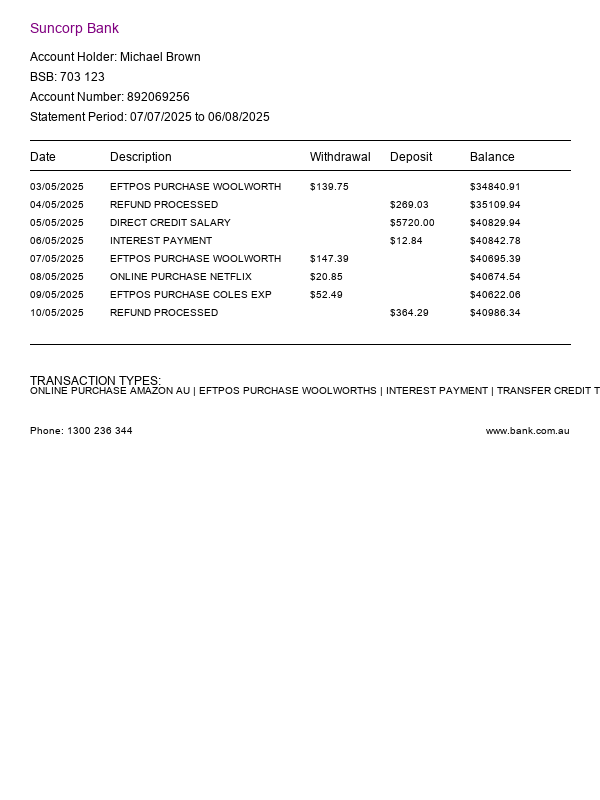 Suncorp Bank
Account Holder: Michael Brown
BSB: 703 123
Account Number: 892069256
Statement Period: 07/07/2025 to 06/08/2025
Date Description Withdrawal Deposit Balance
03/05/2025 EFTPOS PURCHASE WOOLWORTH $139.75 $34840.91
04/05/2025 REFUND PROCESSED $269.03 $35109.94
05/05/2025 DIRECT CREDIT SALARY $5720.00 $40829.94
06/05/2025 INTEREST PAYMENT $12.84 $40842.78
07/05/2025 EFTPOS PURCHASE WOOLWORTH $147.39 $40695.39
08/05/2025 ONLINE PURCHASE NETFLIX $20.85 $40674.54
09/05/2025 EFTPOS PURCHASE COLES EXP $52.49 $40622.06
10/05/2025 REFUND PROCESSED $364.29 $40986.34
TRANSACTION TYPES:
ONLINE PURCHASE AMAZON AU | EFTPOS PURCHASE WOOLWORTHS | INTEREST PAYMENT | TRANSFER CREDIT T
Phone: 1300 236 344 www.bank.com.au